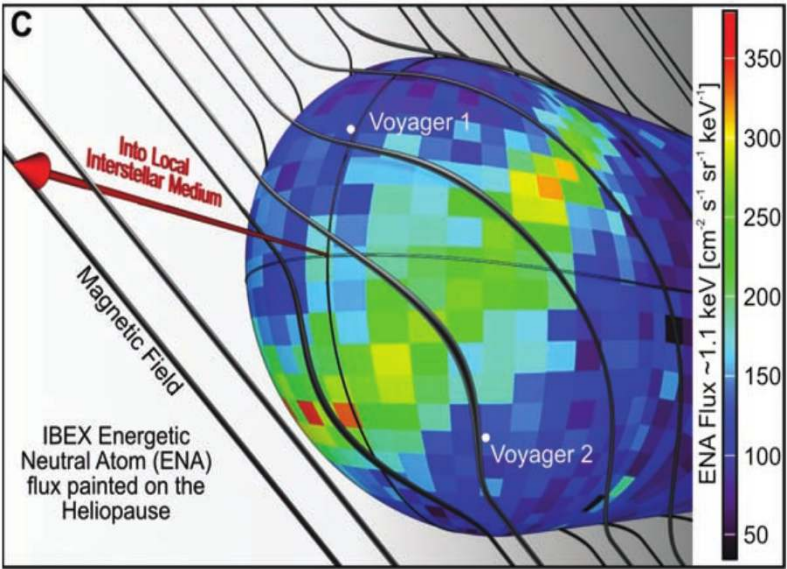 C
Voyager 1
Into Local
Interstellar Medium
Magnetic Field
IBEX Energetic
Neutral Atom (ENA)
flux painted on the
Heliopause
Voyager 2
ENA Flux ~1.1 keV [cm⁻² s⁻¹ sr⁻¹ keV⁻¹]
350
300
250
200
150
100
50